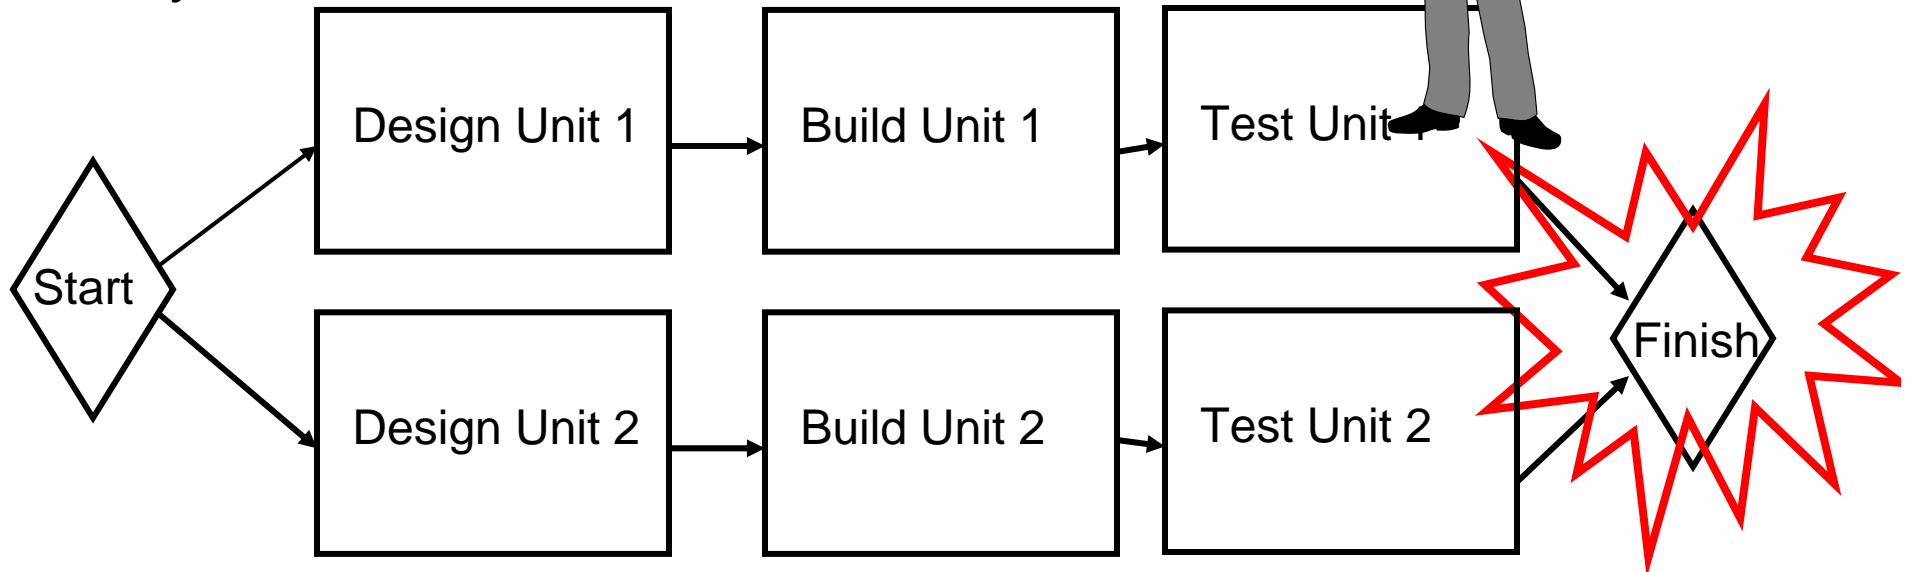 Design Unit 1
Build Unit 1
Test Unit
Start
Finish
Design Unit 2
Build Unit 2
Test Unit 2